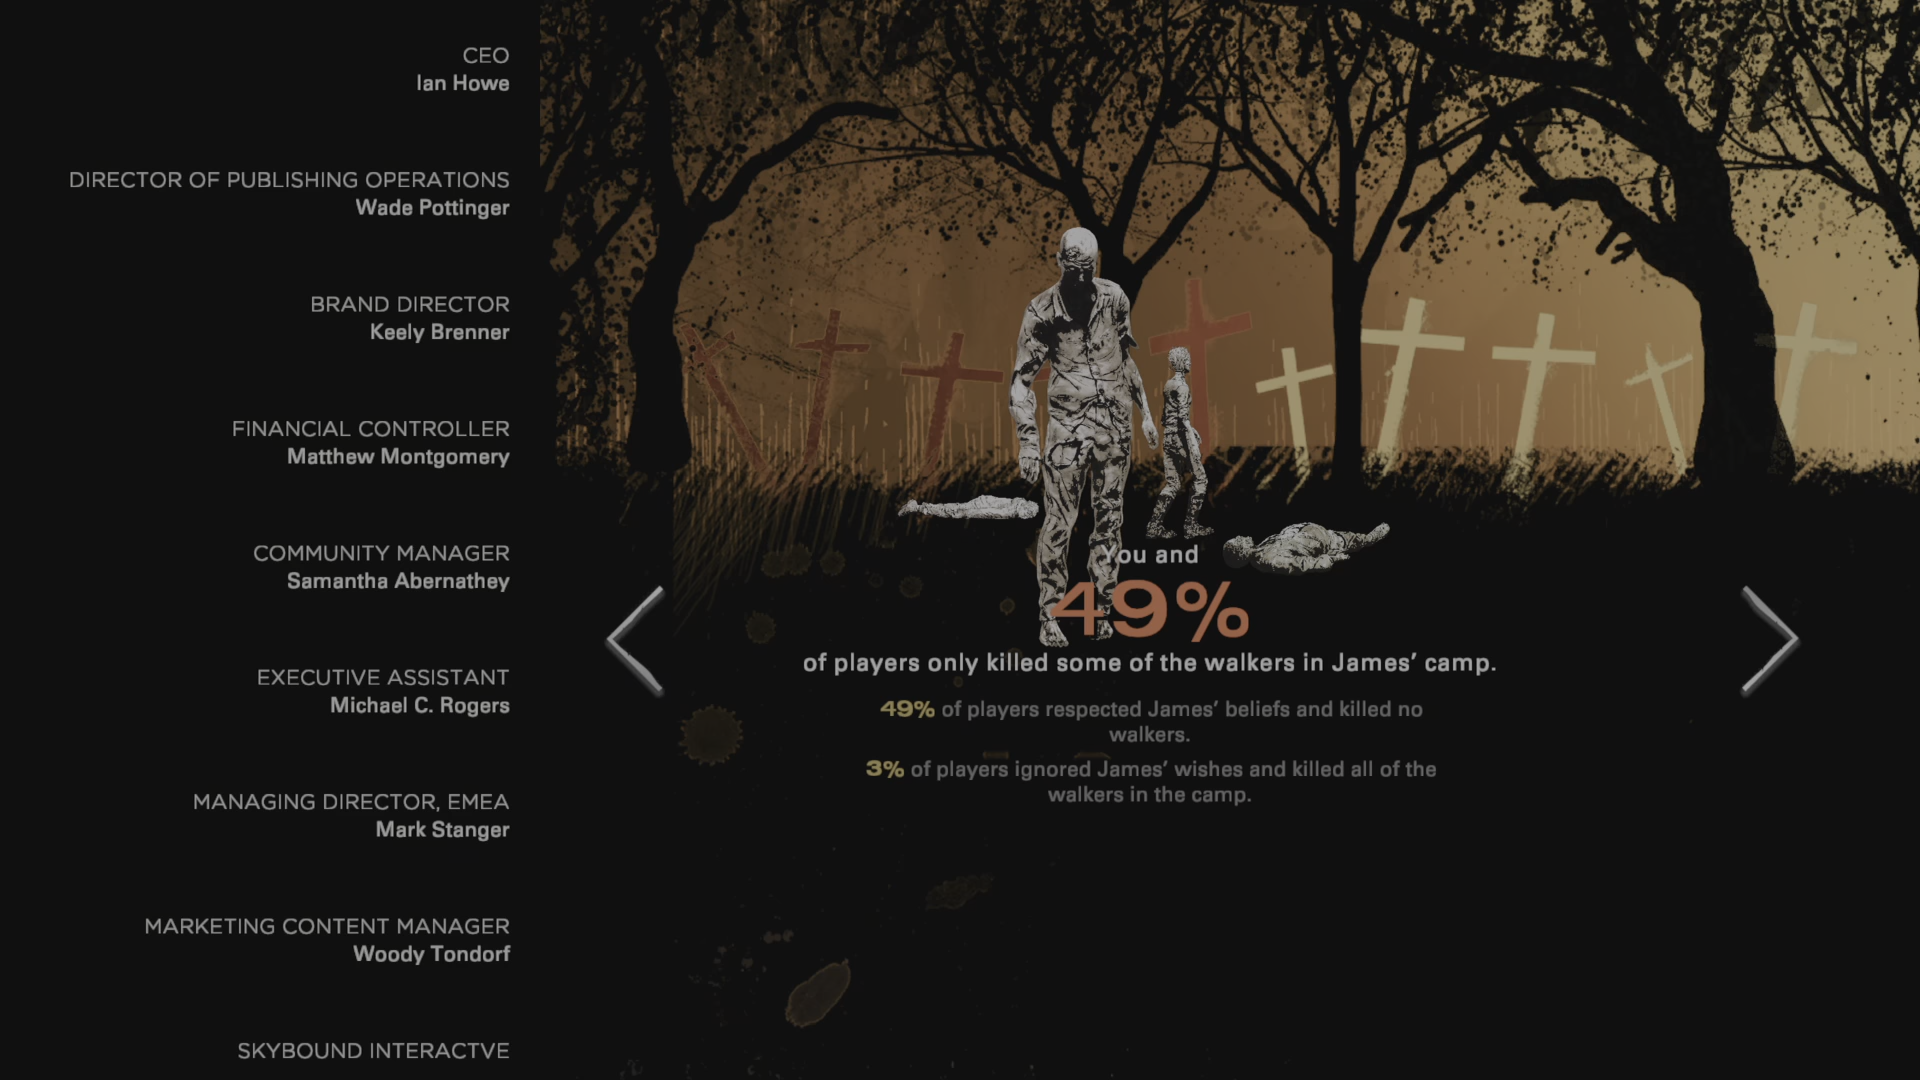 CEO
Ian Howe
DIRECTOR OF PUBLISHING OPERATIONS
Wade Pottinger
BRAND DIRECTOR
Keely Brenner
FINANCIAL CONTROLLER
Matthew Montgomery
COMMUNITY MANAGER
Samantha Abernathey
EXECUTIVE ASSISTANT
Michael C. Rogers
MANAGING DIRECTOR, EMEA
Mark Stanger
MARKETING CONTENT MANAGER
Woody Tondorf
SKYBOUND INTERACTVE
You and
49%
of players only killed some of the walkers in James' camp.
49% of players respected James' beliefs and killed no
walkers.
3% of players ignored James' wishes and killed all of the
walkers in the camp.